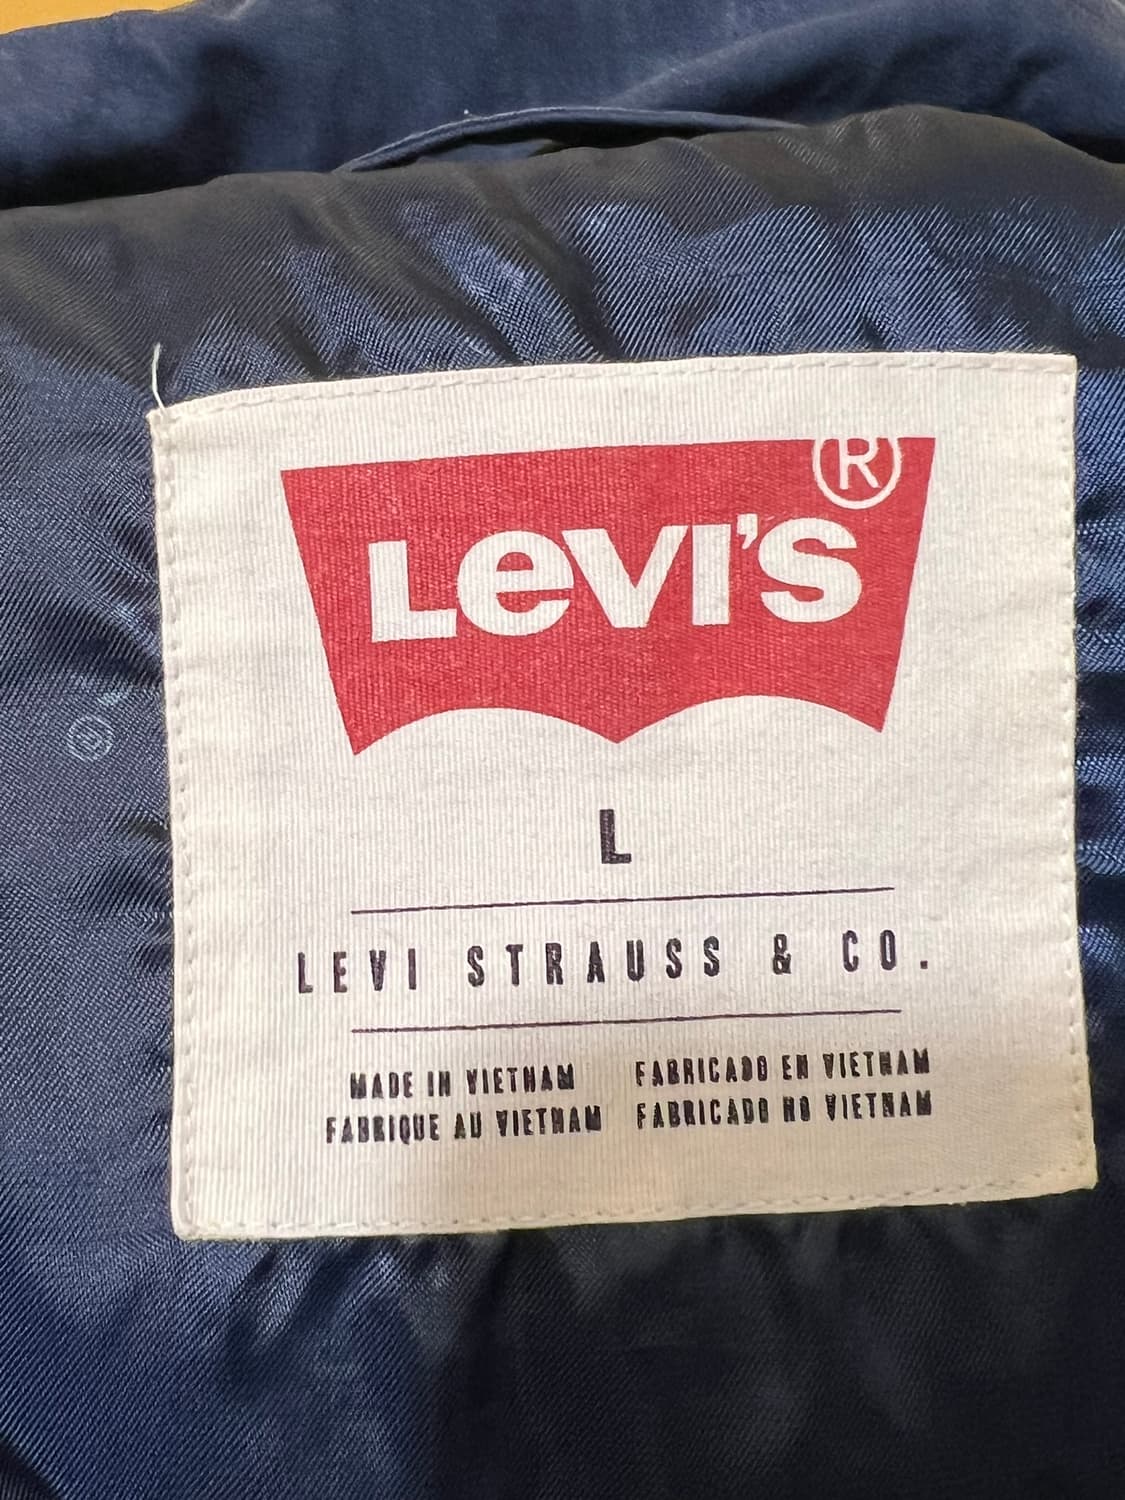 LEVI'S®
L
LEVI STRAUSS & CO.
MADE IN VIETNAM FABRICADO EN VIETNAM
FABRIQUE AU VIETNAM FABRICADO NO VIETNAM